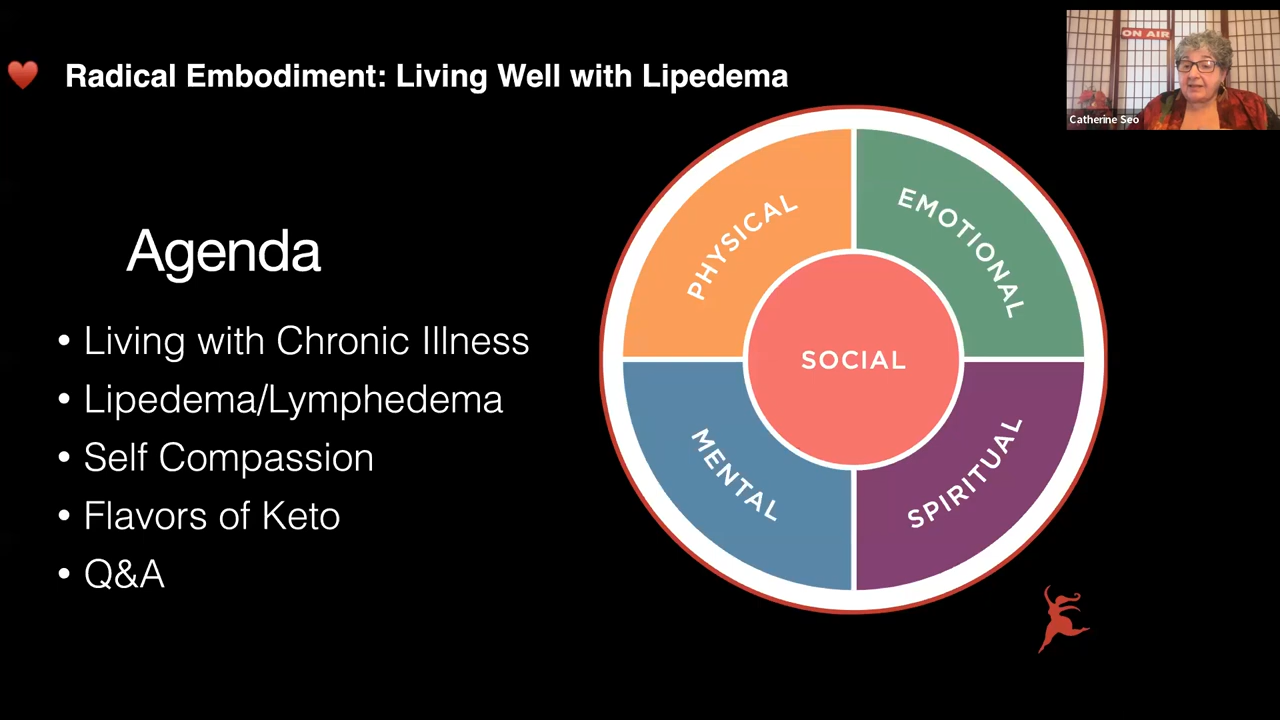 Radical Embodiment: Living Well with Lipedema
ON AIR
Catherine Seo
Agenda
• Living with Chronic Illness
• Lipedema/Lymphedema
• Self Compassion
• Flavors of Keto
• Q&A
PHYSICAL
EMOTIONAL
SOCIAL
MENTAL
SPIRITUAL